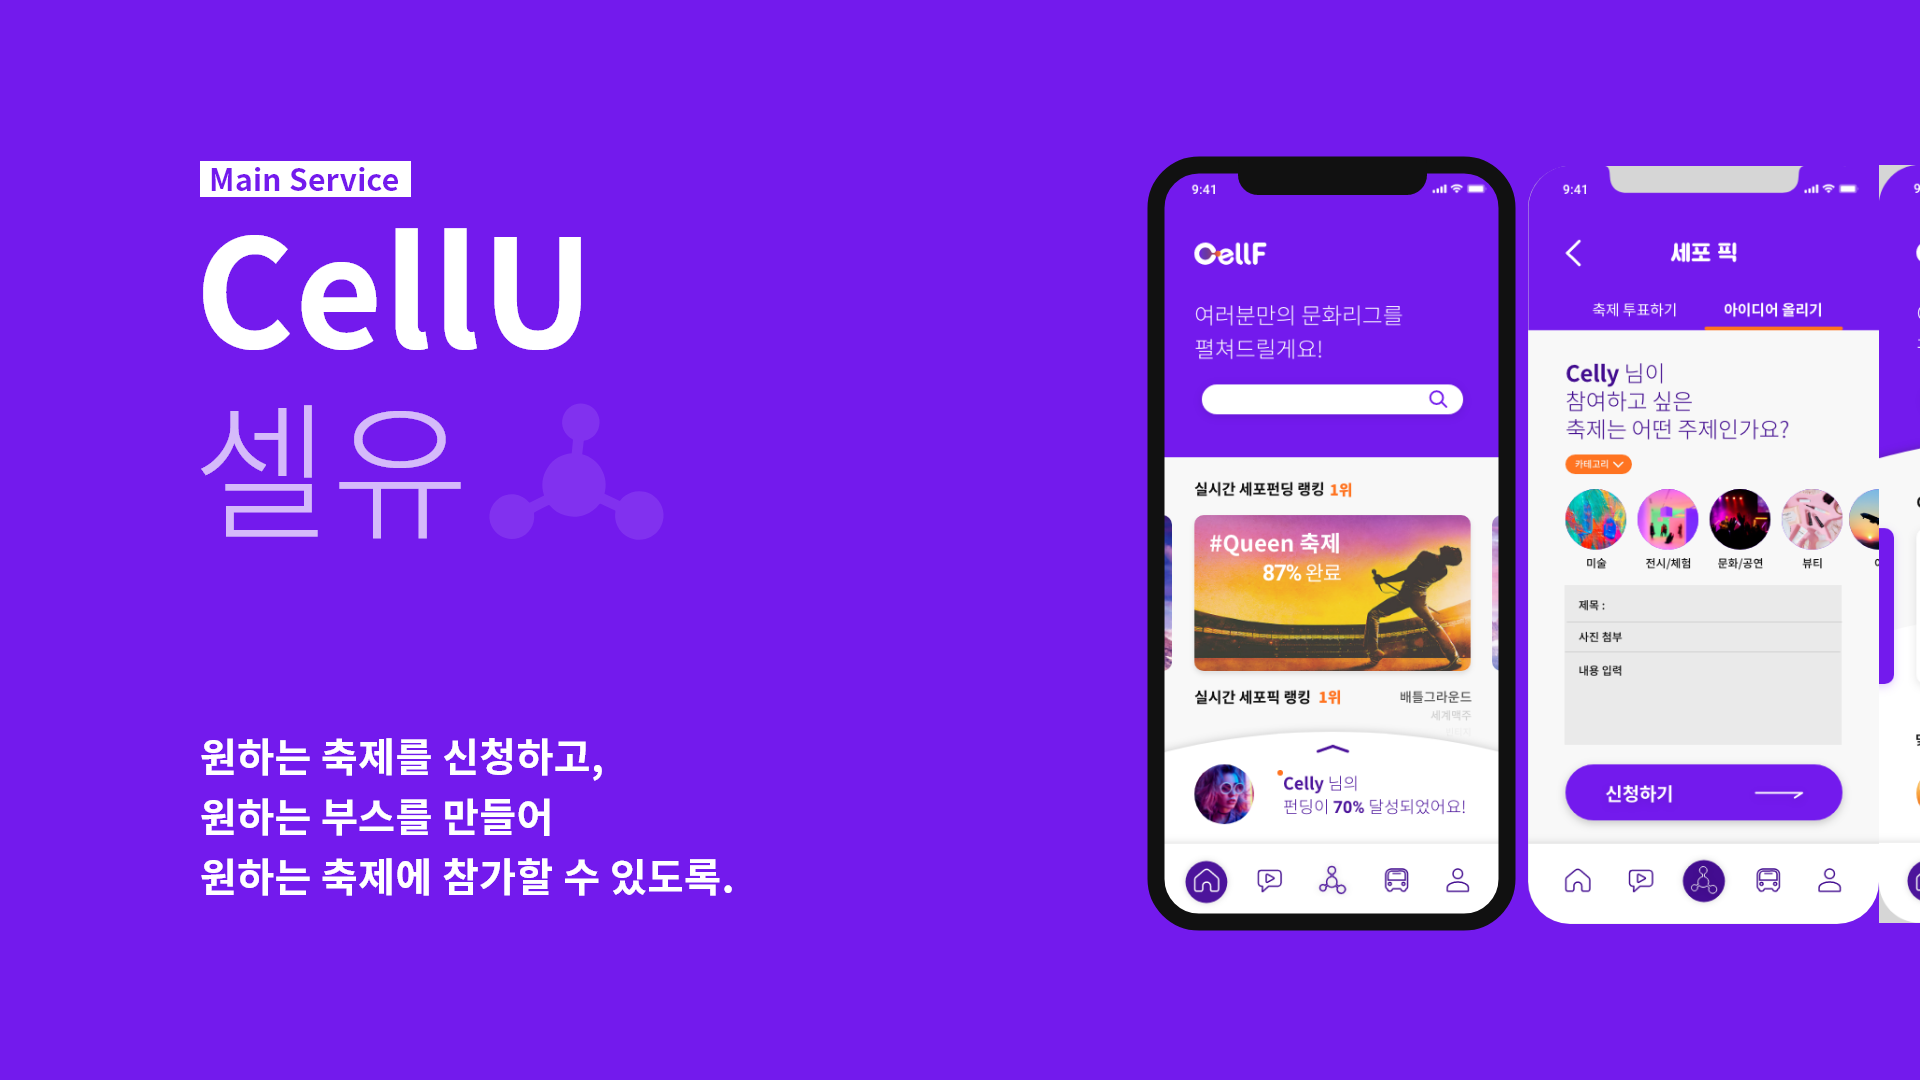 Main Service
CellU
셀유
원하는 축제를 신청하고,
원하는 부스를 만들어
원하는 축제에 참가할 수 있도록.
9:41
CellF
여러분만의 문화리그를
펼쳐드릴게요!
실시간 세포펀딩 랭킹 1위
#Queen 축제
87% 완료
실시간 세포픽 랭킹 1위
배틀그라운드
세계맥주
Celly 님의
펀딩이 70% 달성되었어요!
9:41
세포 픽
축제 투표하기
아이디어 올리기
Celly 님이
참여하고 싶은
축제는 어떤 주제인가요?
카테고리
미술
전시/체험
문화/공연
뷰티
제목 :
사진 첨부
내용 입력
신청하기